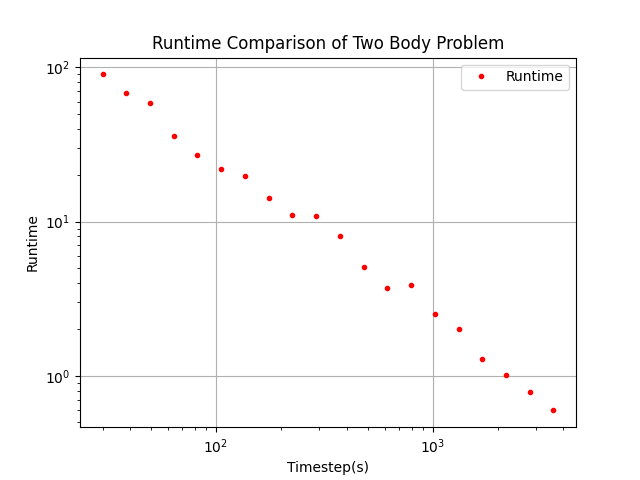 Runtime Comparison of Two Body Problem
Runtime
10²
10¹
10⁰
Runtime
10²
10³
Timestep(s)